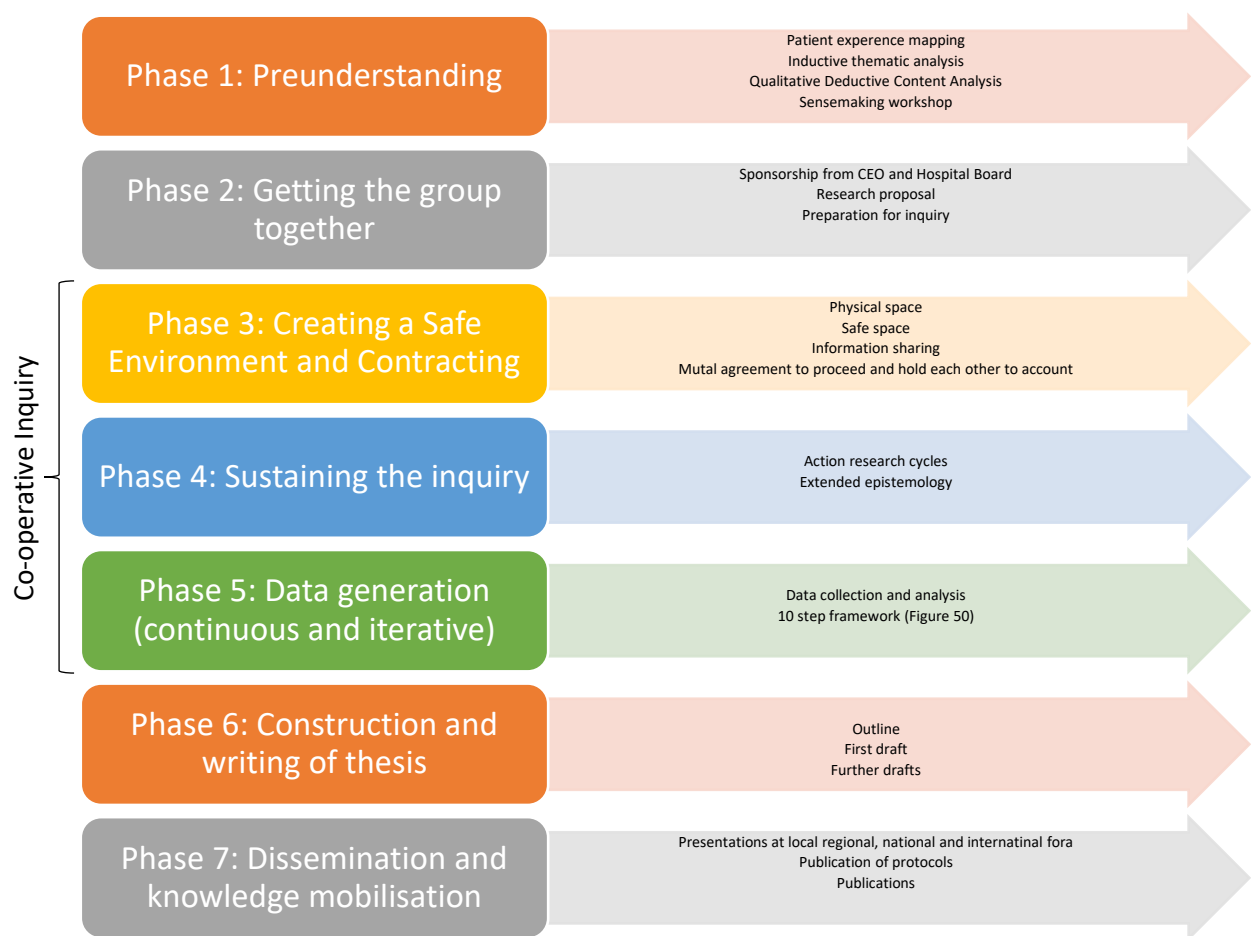 Phase 1: Preunderstanding
Patient experence mapping
Inductive thematic analysis
Qualitative Deductive Content Analysis
Sensemaking workshop
Phase 2: Getting the group
together
Sponsorship from CEO and Hospital Board
Research proposal
Preparation for inquiry
Co-operative Inquiry
Phase 3: Creating a Safe
Environment and Contracting
Physical space
Safe space
Information sharing
Mutal agreement to proceed and hold each other to account
Phase 4: Sustaining the inquiry
Action research cycles
Extended epistemology
Phase 5: Data generation
(continuous and iterative)
Data collection and analysis
10 step framework (Figure 50)
Phase 6: Construction and
writing of thesis
Outline
First draft
Further drafts
Phase 7: Dissemination and
knowledge mobilisation
Presentations at local regional, national and internatinal fora
Publication of protocols
Publications